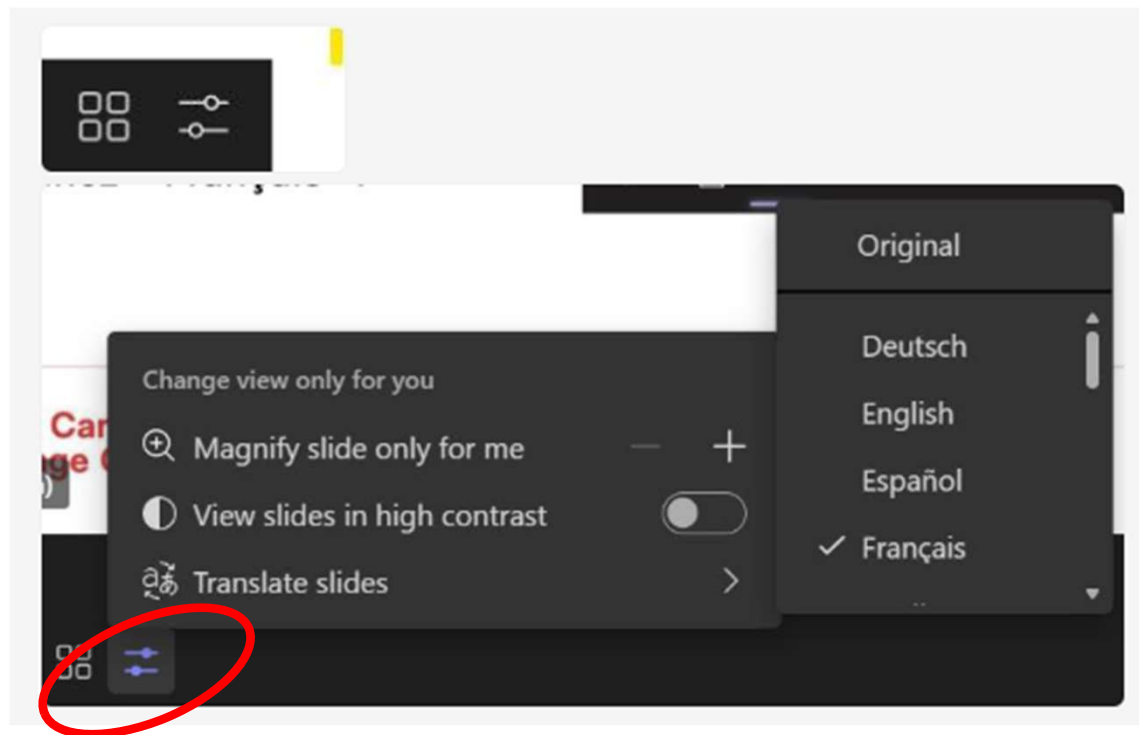 Original
Deutsch
English
Español
✓ Français
Change view only for you
Car
Magnify slide only for me
View slides in high contrast
Translate slides